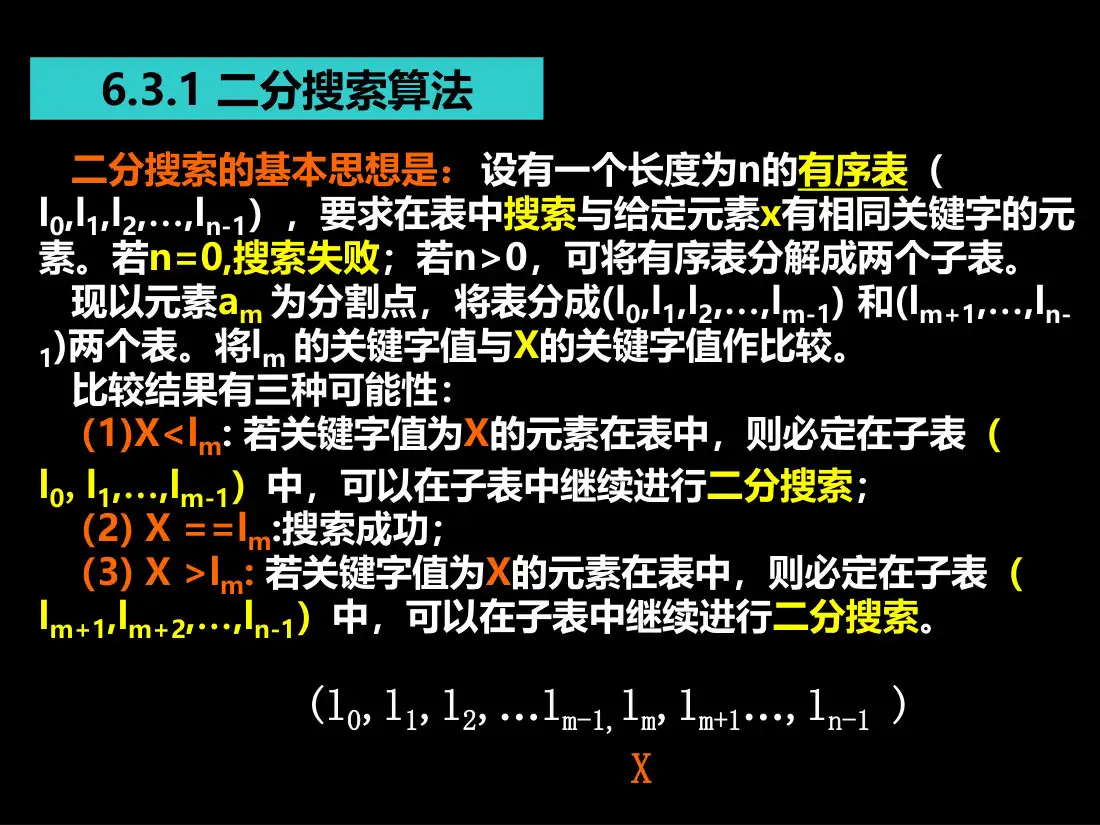 6.3.1 二分搜索算法
二分搜索的基本思想是： 设有一个长度为n的有序表（
l0,l1,l2,…,ln-1），要求在表中搜索与给定元素x有相同关键字的元
素。若n=0,搜索失败；若n>0，可将有序表分解成两个子表。
现以元素am 为分割点，将表分成(l0,l1,l2,…,lm-1) 和(lm+1,…,ln-
1)两个表。将lm 的关键字值与X的关键字值作比较。
比较结果有三种可能性：
(1)X<lm: 若关键字值为X的元素在表中，则必定在子表（
l0, l1,…,lm-1）中，可以在子表中继续进行二分搜索；
(2) X ==lm:搜索成功；
(3) X >lm: 若关键字值为X的元素在表中，则必定在子表（
lm+1,lm+2,…,ln-1）中，可以在子表中继续进行二分搜索。
(l0, l1, l2, …lm-1, lm, lm+1…, ln-1 )
X